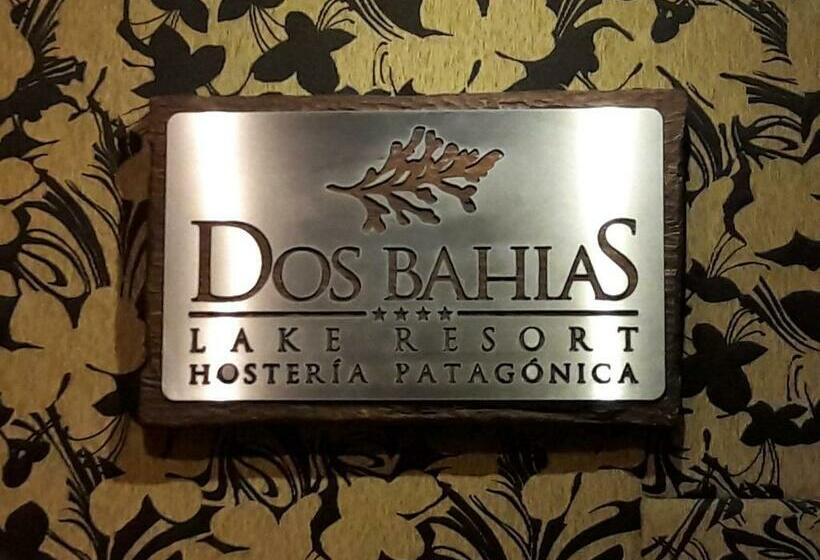 DOS BAHIAS
★★★★
LAKE RESORT
HOSTERÍA PATAGÓNICA